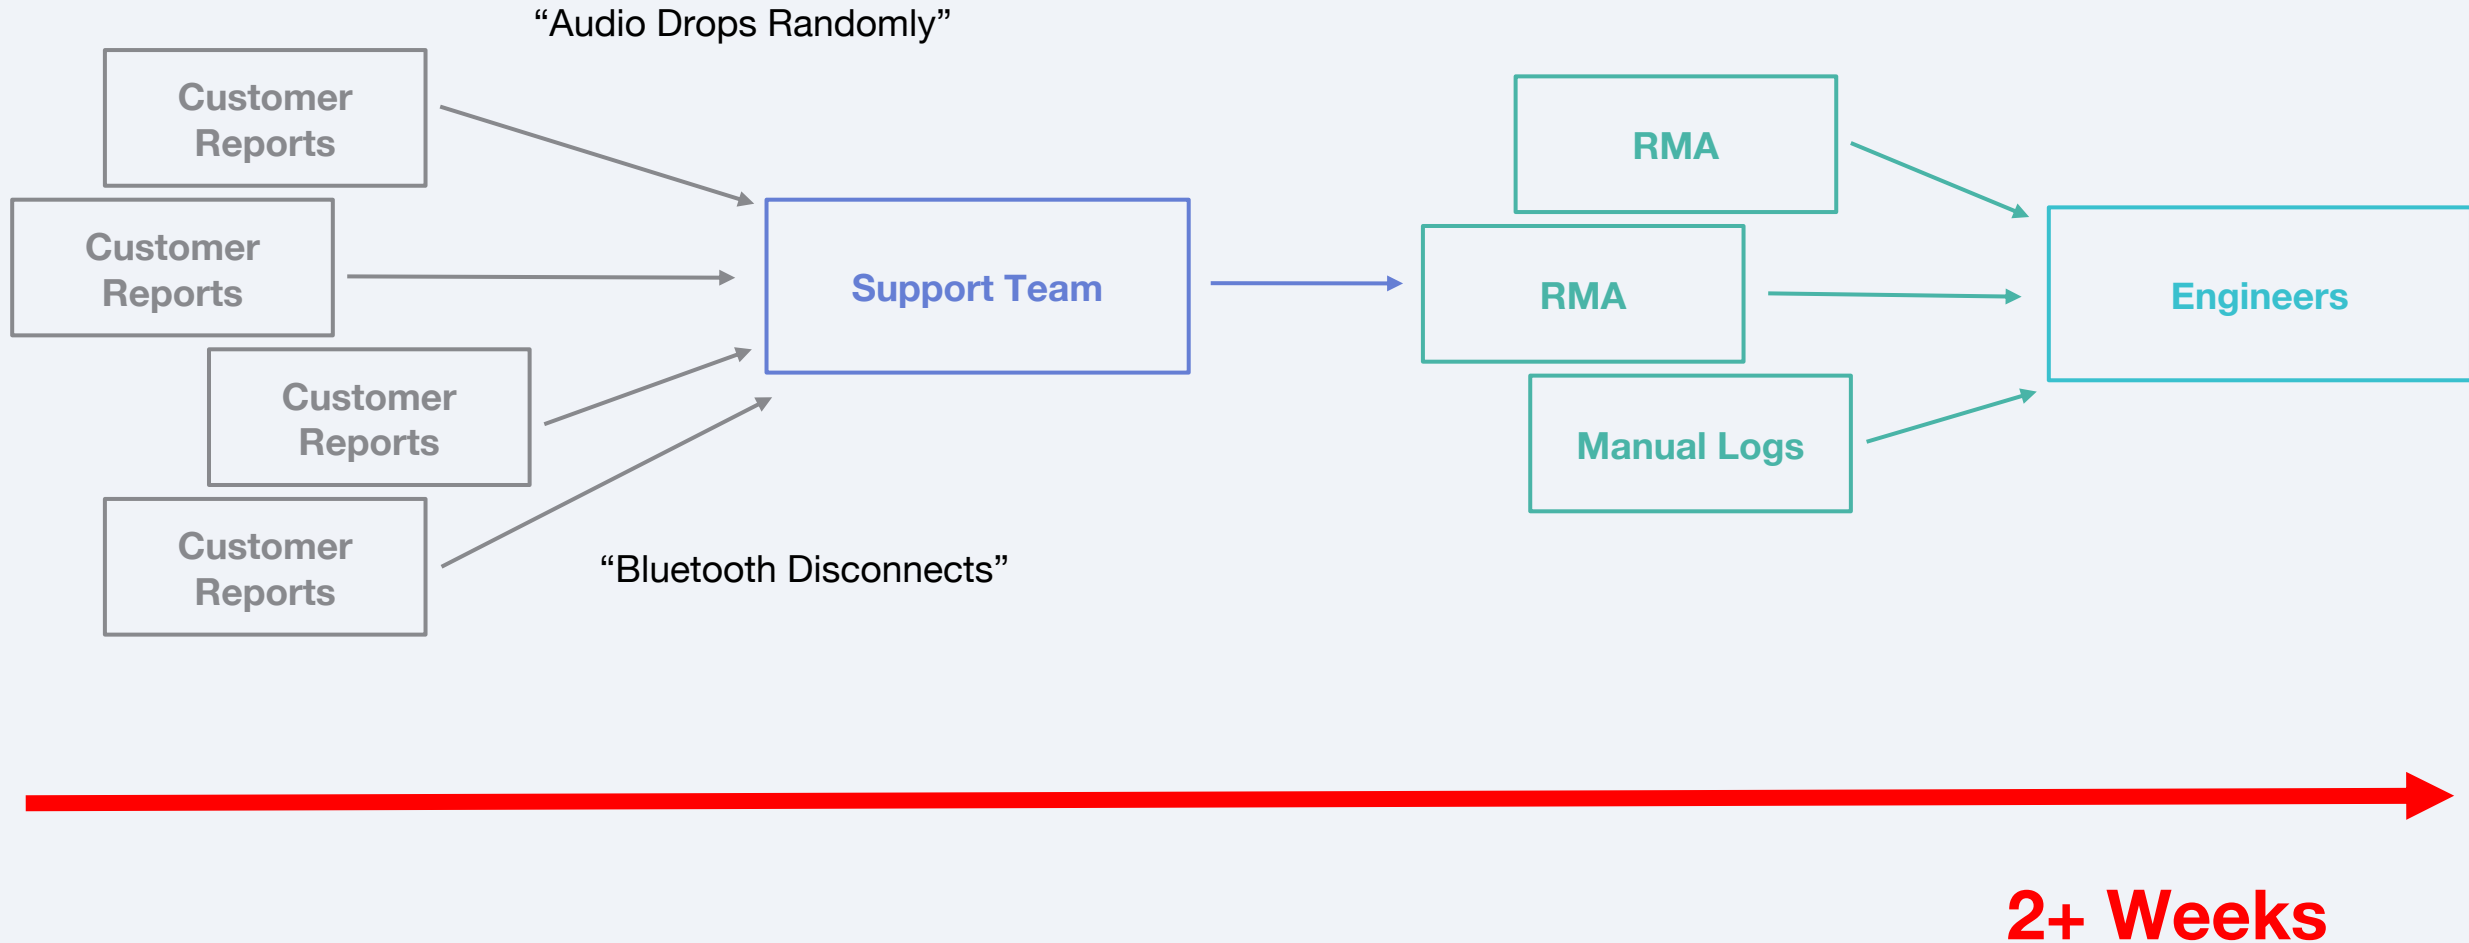 “Audio Drops Randomly”
Customer
Reports
Customer
Reports
Customer
Reports
Customer
Reports
“Bluetooth Disconnects”
Support Team
RMA
RMA
Manual Logs
Engineers
2+ Weeks